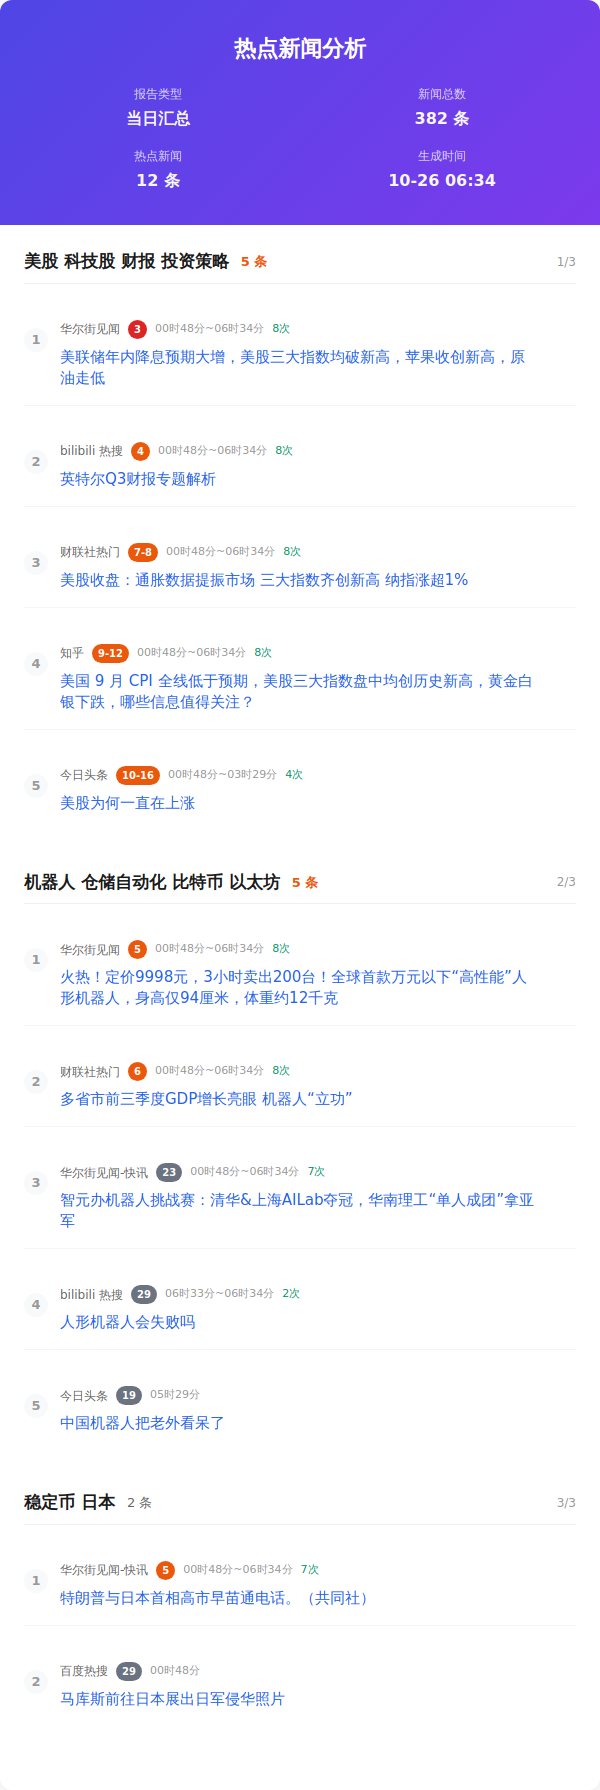 热点新闻分析
报告类型
新闻总数
当日汇总
382 条
热点新闻
生成时间
12 条
10-26 06:34
美股 科技股 财报 投资策略 5 条 1/3
1 华尔街见闻 3 00时48分~06时34分 8次
美联储年内降息预期大增，美股三大指数均破新高，苹果收创新高，原
油走低
2 bilibili 热搜 4 00时48分~06时34分 8次
英特尔Q3财报专题解析
3 财联社热门 7-8 00时48分~06时34分 8次
美股收盘：通胀数据提振市场 三大指数齐创新高 纳指涨超1%
4 知乎 9-12 00时48分~06时34分 8次
美国 9 月 CPI 全线低于预期，美股三大指数盘中均创历史新高，黄金白
银下跌，哪些信息值得关注？
5 今日头条 10-16 00时48分~03时29分 4次
美股为何一直在上涨
机器人 仓储自动化 比特币 以太坊 5 条 2/3
1 华尔街见闻 5 00时48分~06时34分 8次
火热！定价9998元，3小时卖出200台！全球首款万元以下“高性能”人
形机器人，身高仅94厘米，体重约12千克
2 财联社热门 6 00时48分~06时34分 8次
多省市前三季度GDP增长亮眼 机器人“立功”
3 华尔街见闻-快讯 23 00时48分~06时34分 7次
智元办机器人挑战赛：清华&上海AILab夺冠，华南理工“单人成团”拿亚
军
4 bilibili 热搜 29 06时33分~06时34分 2次
人形机器人会失败吗
5 今日头条 19 05时29分
中国机器人把老外看呆了
稳定币 日本 2 条 3/3
1 华尔街见闻-快讯 5 00时48分~06时34分 7次
特朗普与日本首相高市早苗通电话。（共同社）
2 百度热搜 29 00时48分
马库斯前往日本展出日军侵华照片